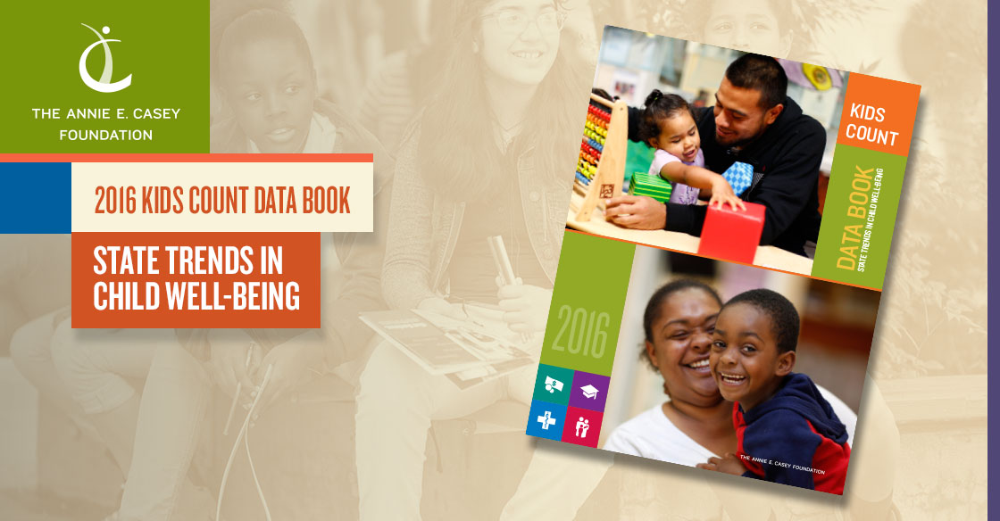 THE ANNIE E. CASEY
FOUNDATION
2016 KIDS COUNT DATA BOOK
STATE TRENDS IN
CHILD WELL-BEING
KIDS
COUNT
DATA BOOK
STATE TRENDS IN CHILD WELL-BEING
2016
$
THE ANNIE E. CASEY FOUNDATION